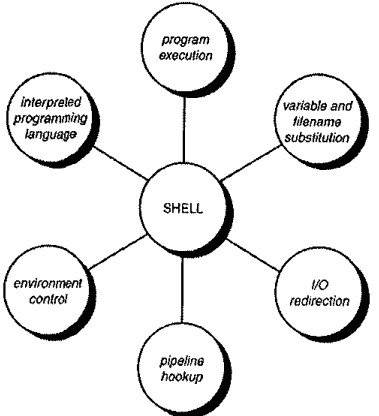 program
execution
interpreted
programming
language
variable and
filename
substitution
SHELL
environment
control
I/O
redirection
pipeline
hookup